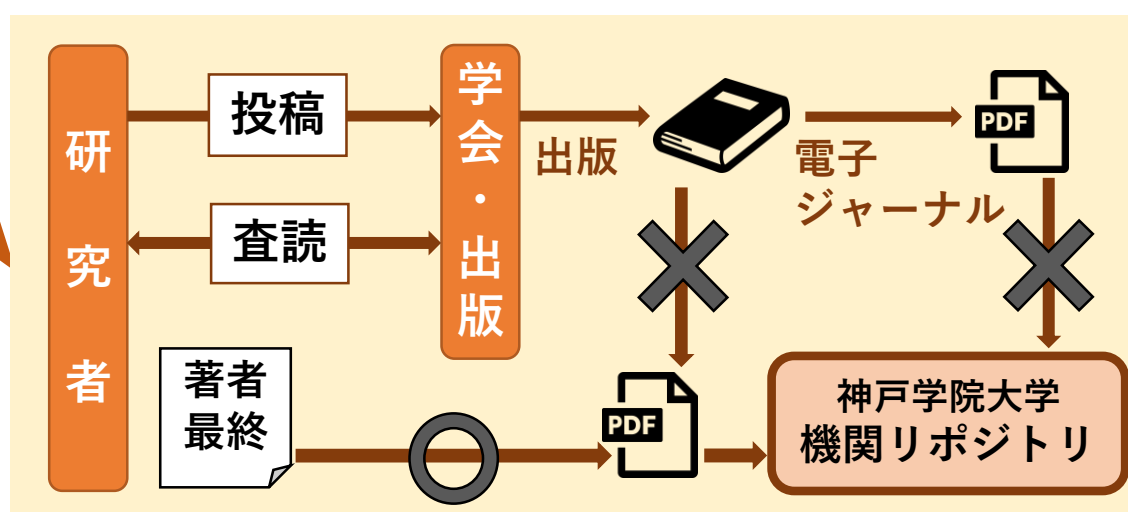 研究者
投稿
査読
学会・出版
出版
電子
ジャーナル
PDF
著者
最終
PDF
神戸学院大学
機関リポジトリ